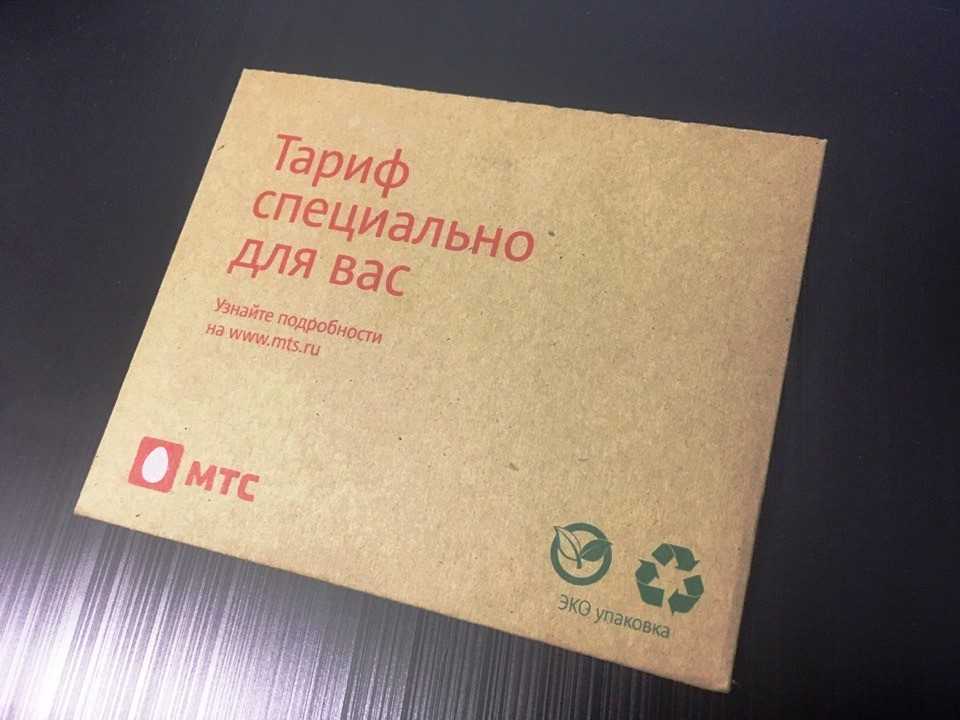 Тариф
специально
для вас
Узнайте подробности
на www.mts.ru
МТС
ЭКО упаковка